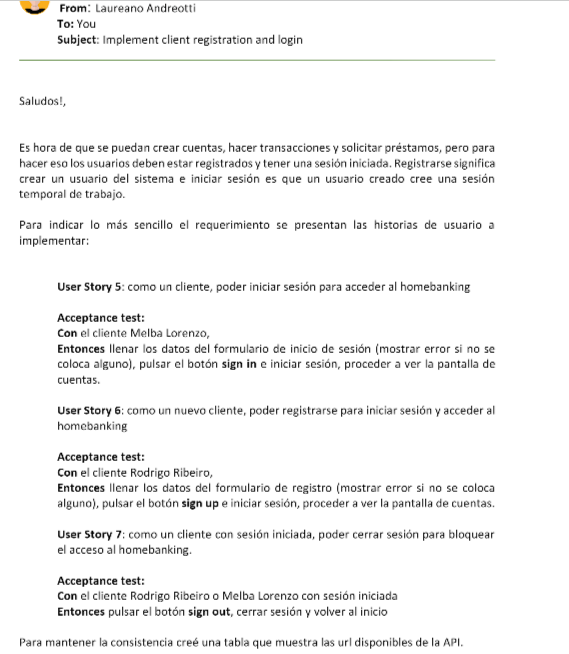 From: Laureano Andreotti
To: You
Subject: Implement client registration and login
Saludos!,
Es hora de que se puedan crear cuentas, hacer transacciones y solicitar préstamos, pero para
hacer eso los usuarios deben estar registrados y tener una sesión iniciada. Registrarse significa
crear un usuario del sistema e iniciar sesión es que un usuario creado cree una sesión
temporal de trabajo.
Para indicar lo más sencillo el requerimiento se presentan las historias de usuario a
implementar:
User Story 5: como un cliente, poder iniciar sesión para acceder al homebanking
Acceptance test:
Con el cliente Melba Lorenzo,
Entonces llenar los datos del formulario de inicio de sesión (mostrar error si no se
coloca alguno), pulsar el botón sign in e iniciar sesión, proceder a ver la pantalla de
cuentas.
User Story 6: como un nuevo cliente, poder registrarse para iniciar sesión y acceder al
homebanking
Acceptance test:
Con el cliente Rodrigo Ribeiro,
Entonces llenar los datos del formulario de registro (mostrar error si no se coloca
alguno), pulsar el botón sign up e iniciar sesión, proceder a ver la pantalla de cuentas.
User Story 7: como un cliente con sesión iniciada, poder cerrar sesión para bloquear
el acceso al homebanking.
Acceptance test:
Con el cliente Rodrigo Ribeiro o Melba Lorenzo con sesión iniciada
Entonces pulsar el botón sign out, cerrar sesión y volver al inicio
Para mantener la consistencia creé una tabla que muestra las url disponibles de la API.